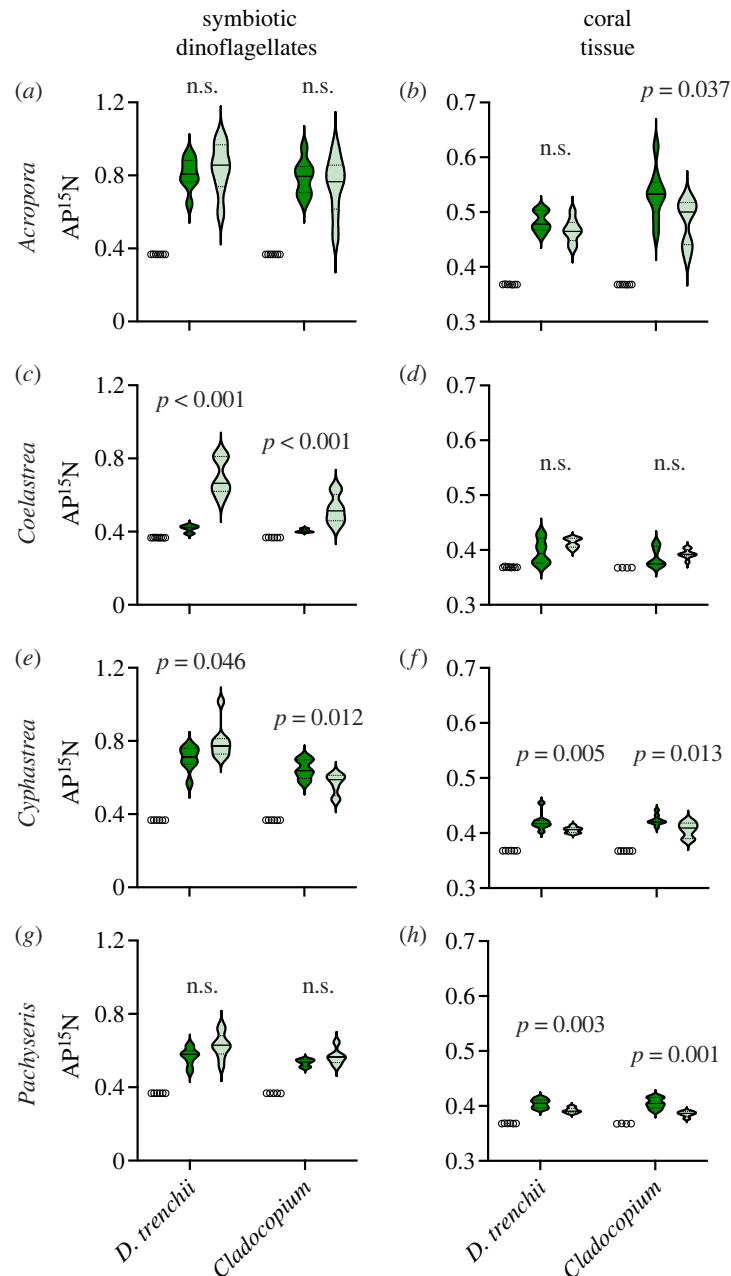 symbiotic
dinoflagellates
coral
tissue
(a)
Acropora
AP15N
1.2
0.8
0.4
0
n.s.
n.s.
(b)
0.7
0.6
0.5
0.4
0.3
n.s.
p = 0.037
(c)
Coelastrea
AP15N
1.2
0.8
0.4
0
p < 0.001
p < 0.001
(d)
0.7
0.6
0.5
0.4
0.3
n.s.
n.s.
(e)
Cyphastrea
AP15N
1.2
0.8
0.4
0
p = 0.046
p = 0.012
(f)
0.7
0.6
0.5
0.4
0.3
p = 0.005
p = 0.013
(g)
Pachyseris
AP15N
1.2
0.8
0.4
0
n.s.
n.s.
D. trenchii
Cladocopium
(h)
0.7
0.6
0.5
0.4
0.3
p = 0.003
p = 0.001
D. trenchii
Cladocopium